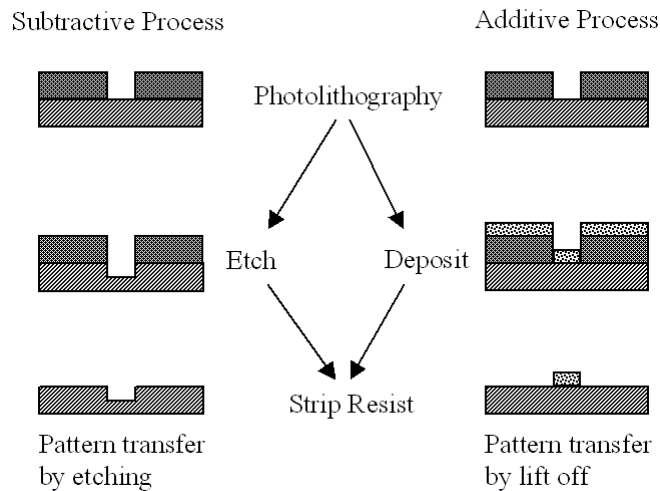 Subtractive Process
Additive Process
Photolithography
Etch
Deposit
Strip Resist
Pattern transfer
by etching
Pattern transfer
by lift off